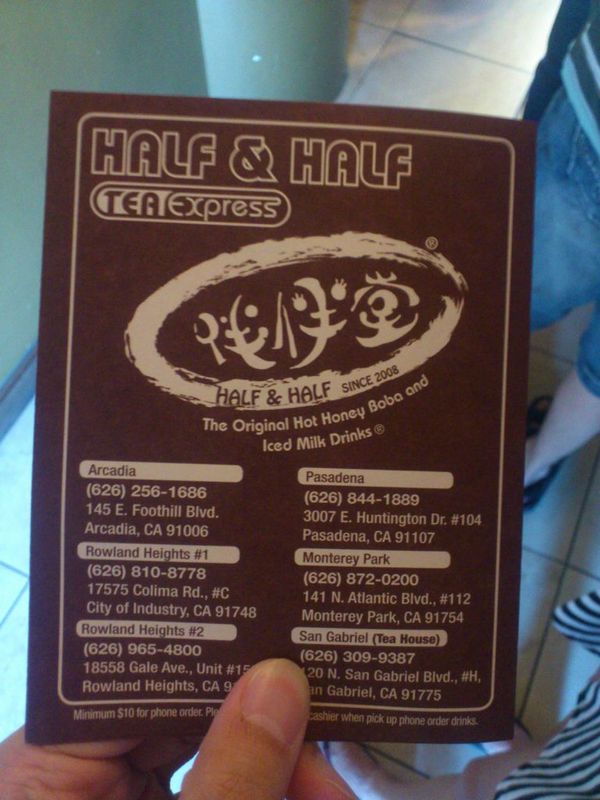 HALF & HALF
TEA Express
伐伴堂
®
HALF & HALF SINCE 2008
The Original Hot Honey Boba and
Iced Milk Drinks ®
Arcadia
(626) 256-1686
145 E. Foothill Blvd.
Arcadia, CA 91006
Rowland Heights #1
(626) 810-8778
17575 Colima Rd., #C
City of Industry, CA 91748
Rowland Heights #2
(626) 965-4800
18558 Gale Ave., Unit
Rowland Heights, CA
Pasadena
(626) 844-1889
3007 E. Huntington Dr. #104
Pasadena, CA 91107
Monterey Park
(626) 872-0200
141 N. Atlantic Blvd., #112
Monterey Park, CA 91754
San Gabriel (Tea House)
(626) 309-9387
N. San Gabriel Blvd., #H,
Gabriel, CA 91775
Minimum $10 for phone order. cashier when pick up phone order drinks.